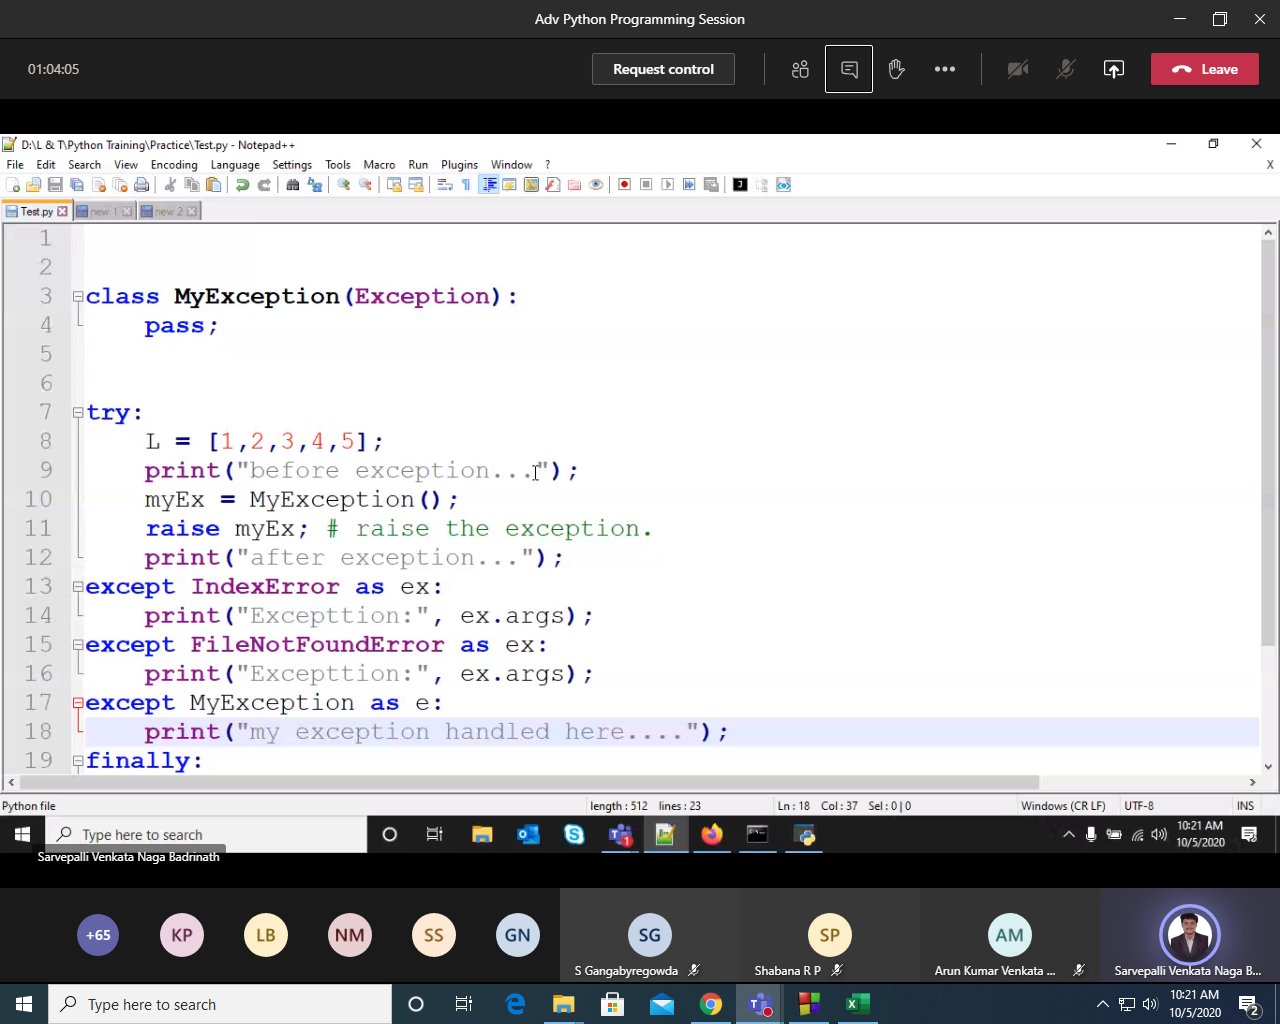 Adv Python Programming Session
01:04:05
Request control
Leave
D:\L & T\Python Training\Practice\Test.py - Notepad++
File Edit Search View Encoding Language Settings Tools Macro Run Plugins Window ?
X
Test.py new 1 new 2
1
2
3 class MyException(Exception):
4 pass;
5
6
7 try:
8 L = [1,2,3,4,5];
9 print("before exception...");
10 myEx = MyException();
11 raise myEx; # raise the exception.
12 print("after exception...");
13 except IndexError as ex:
14 print("Excepttion:", ex.args);
15 except FileNotFoundError as ex:
16 print("Excepttion:", ex.args);
17 except MyException as e:
18 print("my exception handled here....");
19 finally:
Python file length : 512 lines : 23 Ln : 18 Col : 37 Sel : 0 | 0 Windows (CR LF) UTF-8 INS
Type here to search
1
10:21 AM
10/5/2020
Sarvepalli Venkata Naga Badrinath
+65 KP LB NM SS GN SG SP AM
S Gangabyregowda Shabana R P Arun Kumar Venkata ... Sarvepalli Venkata Naga B...
Type here to search
10:21 AM
10/5/2020
2